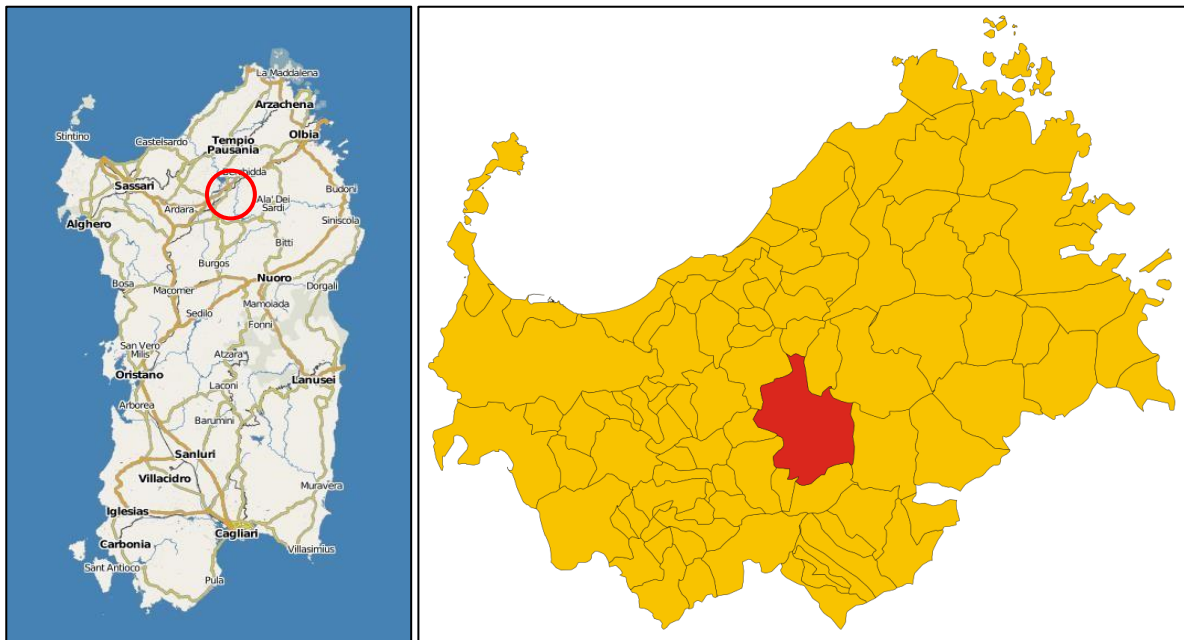 La Maddalena
Arzachena
Stintino
Castelsardo
Tempio
Pausania
Olbia
Sassari
Budoni
Ala' Dei
Sardi
Ardara
Siniscola
Alghero
Bitti
Burgos
Nuoro
Bosa
Macomer
Dorgali
Mamoiada
Sedilo
Fonni
San Vero
Milis
Atzara
Oristano
Laconi
Lanusei
Arborea
Barumini
Sanluri
Villacidro
Muravera
Iglesias
Cagliari
Carbonia
Villasimius
Sant Antioco
Pula